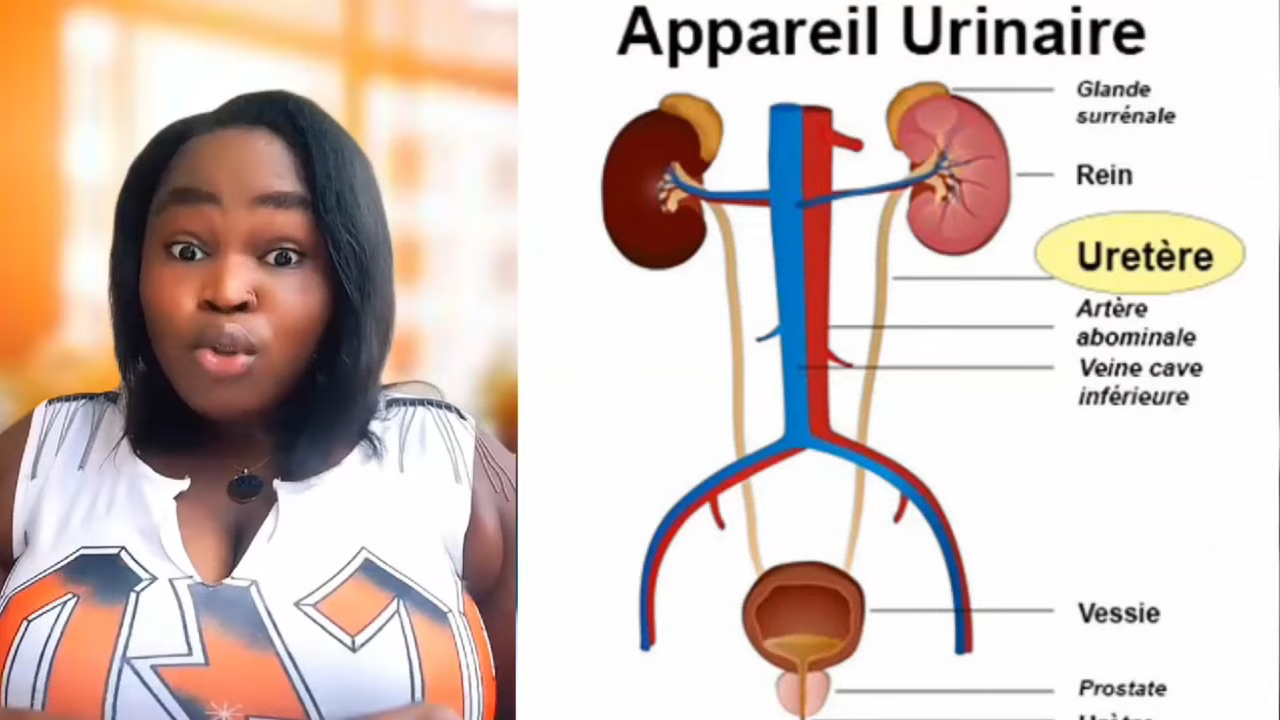 Appareil Urinaire
Glande
surrénale
Rein
Uretère
Artère
abominale
Veine cave
inférieure
Vessie
Prostate